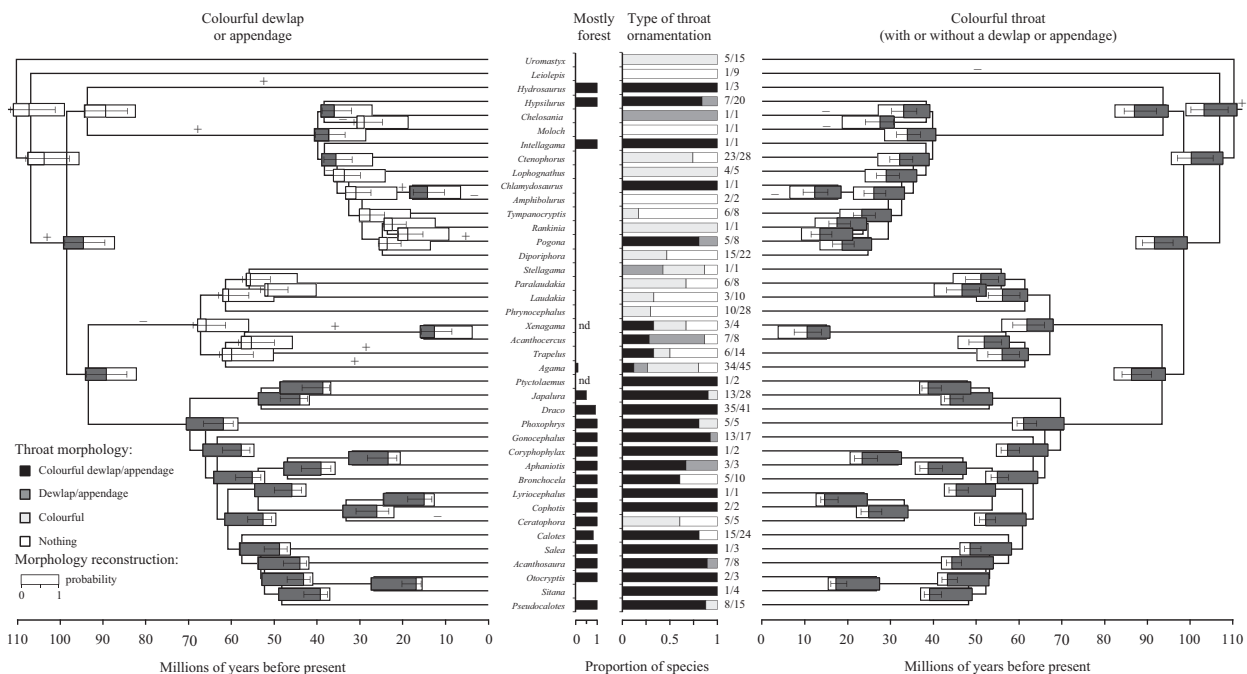 Colourful dewlap
or appendage
Mostly
forest
Type of throat
ornamentation
Colourful throat
(with or without a dewlap or appendage)
Uromastyx 5/15
Leiolepis 1/9
Hydrosaurus 1/3
Hypsilurus 7/20
Chelosania 1/1
Moloch 1/1
Intellagama 1/1
Ctenophorus 23/28
Lophognathus 4/5
Chlamydosaurus 1/1
Amphibolurus 2/2
Tympanocryptis 6/8
Rankinia 1/1
Pogona 5/8
Diporiphora 15/22
Stellagama 1/1
Paralaudakia 6/8
Laudakia 3/10
Phrynocephalus 10/28
Xenagama nd 3/4
Acanthocercus 7/8
Trapelus 6/14
Agama 34/45
Ptyctolaemus nd 1/2
Japalura 13/28
Draco 35/41
Phoxophrys 5/5
Gonocephalus 13/17
Coryphophylax 1/2
Aphaniotis 3/3
Bronchocela 5/10
Lyriocephalus 1/1
Cophotis 2/2
Ceratophora 5/5
Calotes 15/24
Salea 1/3
Acanthosaura 7/8
Otocryptis 2/3
Sitana 1/4
Pseudocalotes 8/15
Throat morphology:
Colourful dewlap/appendage
Dewlap/appendage
Colourful
Nothing
Morphology reconstruction:
probability
0 1
110 100 90 80 70 60 50 40 30 20 10 0
0 1
0 0.5 1
0 10 20 30 40 50 60 70 80 90 100 110
Millions of years before present
Proportion of species
Millions of years before present